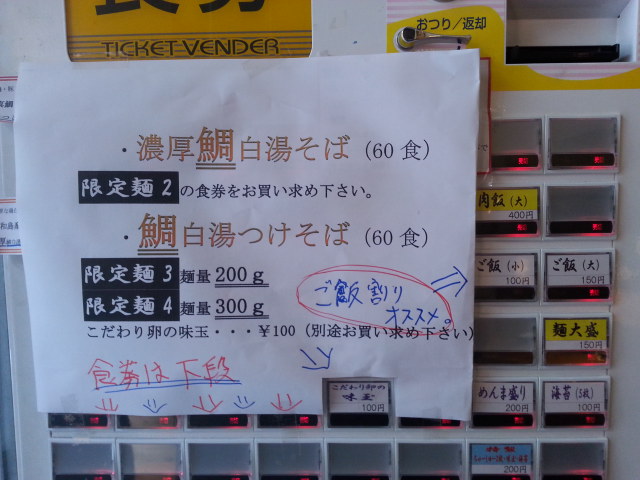 TICKET VENDER
おつり／返却
・濃厚鯛白湯そば（60食）
限定麺2の食券をお買い求め下さい。
・鯛白湯つけそば（60食）
限定麺3 麺量200ｇ
限定麺4 麺量300ｇ
こだわり卵の味玉・・・￥100（別途お買い求め下さい）
ご飯割り
オススメ。
食券は下段
肉飯（大）
400円
ご飯（小）
100円
ご飯（大）
150円
麺大盛
150円
こだわり卵の
味玉
100円
めんま盛り
200円
海苔（5枚）
100円
特製
200円